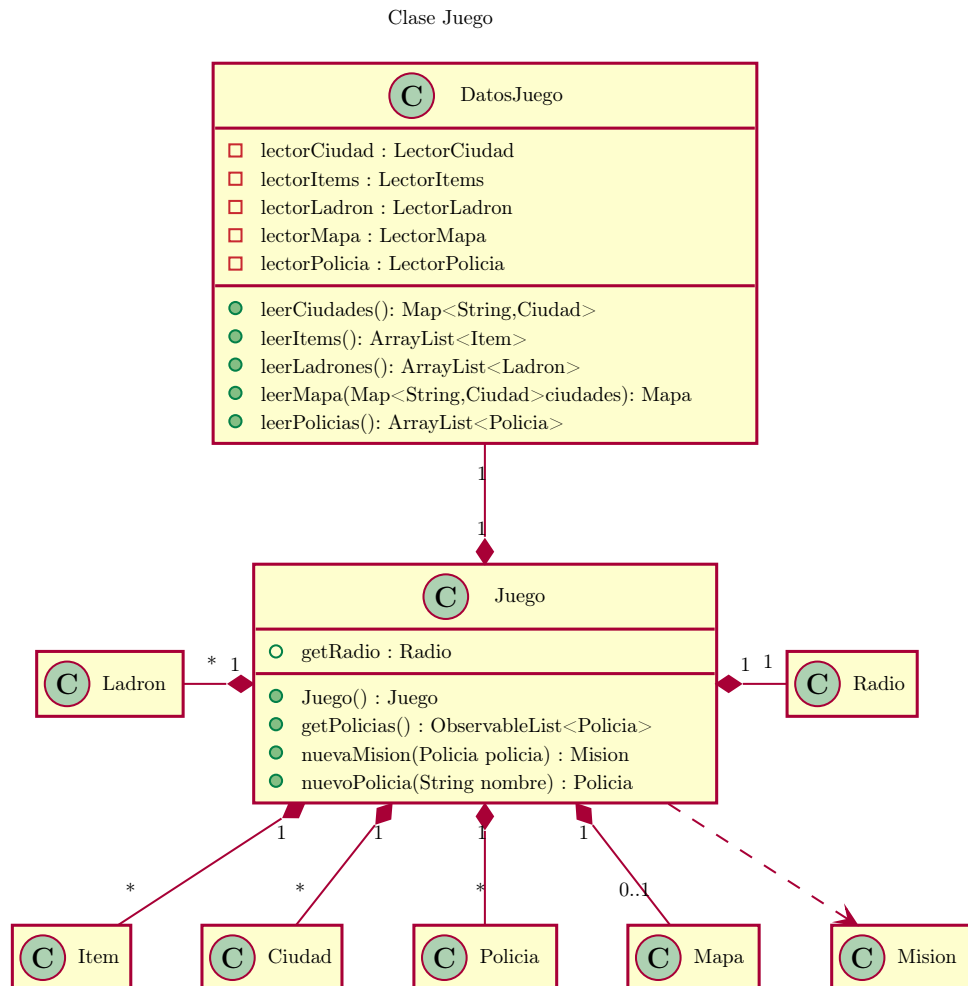 Clase Juego
C DatosJuego
lectorCiudad : LectorCiudad
lectorItems : LectorItems
lectorLadron : LectorLadron
lectorMapa : LectorMapa
lectorPolicia : LectorPolicia
leerCiudades(): Map<String,Ciudad>
leerItems(): ArrayList<Item>
leerLadrones(): ArrayList<Ladron>
leerMapa(Map<String,Ciudad>ciudades): Mapa
leerPolicias(): ArrayList<Policia>
1
1
C Juego
getRadio : Radio
Juego() : Juego
getPolicias() : ObservableList<Policia>
nuevaMision(Policia policia) : Mision
nuevoPolicia(String nombre) : Policia
C Ladron
* 1
1 1
C Radio
1 1 1 1
* * * 0..1
C Item
C Ciudad
C Policia
C Mapa
C Mision